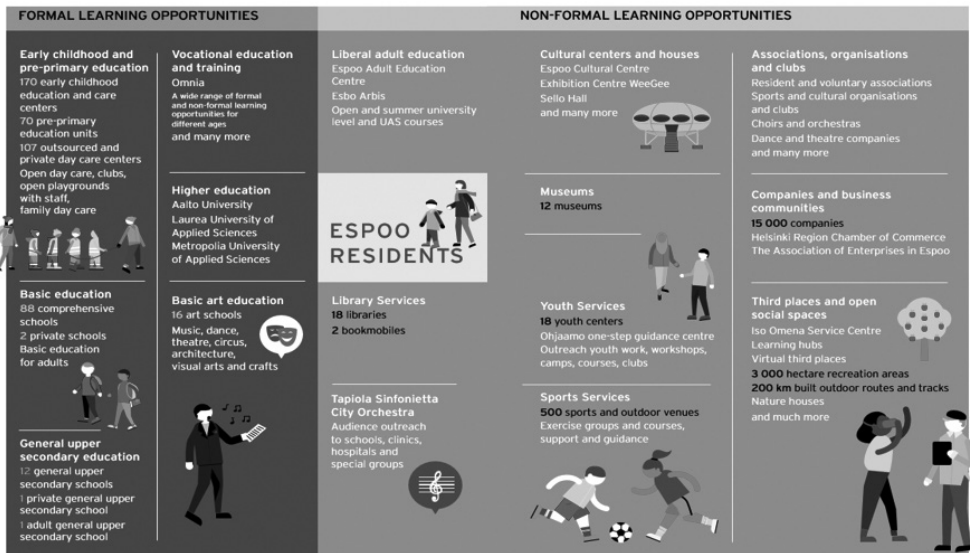 FORMAL LEARNING OPPORTUNITIES
NON-FORMAL LEARNING OPPORTUNITIES
Early childhood and
pre-primary education
170 early childhood
education and care
centers
70 pre-primary
education units
107 outsourced and
private day care centers
Open day care, clubs,
open playgrounds
with staff,
family day care
Basic education
88 comprehensive
schools
2 private schools
Basic education
for adults
General upper
secondary education
12 general upper
secondary schools
1 private general upper
secondary school
1 adult general upper
secondary school
Vocational education
and training
Omnia
A wide range of formal
and non-formal learning
opportunities for
different ages
and many more
Higher education
Aalto University
Laurea University of
Applied Sciences
Metropolia University
of Applied Sciences
Basic art education
16 art schools
Music, dance,
theatre, circus,
architecture,
visual arts and crafts
Liberal adult education
Espoo Adult Education
Centre
Esbo Arbis
Open and summer university
level and UAS courses
ESPOO
RESIDENTS
Library Services
18 libraries
2 bookmobiles
Tapiola Sinfonietta
City Orchestra
Audience outreach
to schools, clinics,
hospitals and
special groups
Cultural centers and houses
Espoo Cultural Centre
Exhibition Centre WeeGee
Sello Hall
and many more
Museums
12 museums
Youth Services
18 youth centers
Ohjaamo one-step guidance centre
Outreach youth work, workshops,
camps, courses, clubs
Sports Services
500 sports and outdoor venues
Exercise groups and courses,
support and guidance
Associations, organisations
and clubs
Resident and voluntary associations
Sports and cultural organisations
and clubs
Choirs and orchestras
Dance and theatre companies
and many more
Companies and business
communities
15 000 companies
Helsinki Region Chamber of Commerce
The Association of Enterprises in Espoo
Third places and open
social spaces
Iso Omena Service Centre
Learning hubs
Virtual third places
3 000 hectare recreation areas
200 km built outdoor routes and tracks
Nature houses
and much more